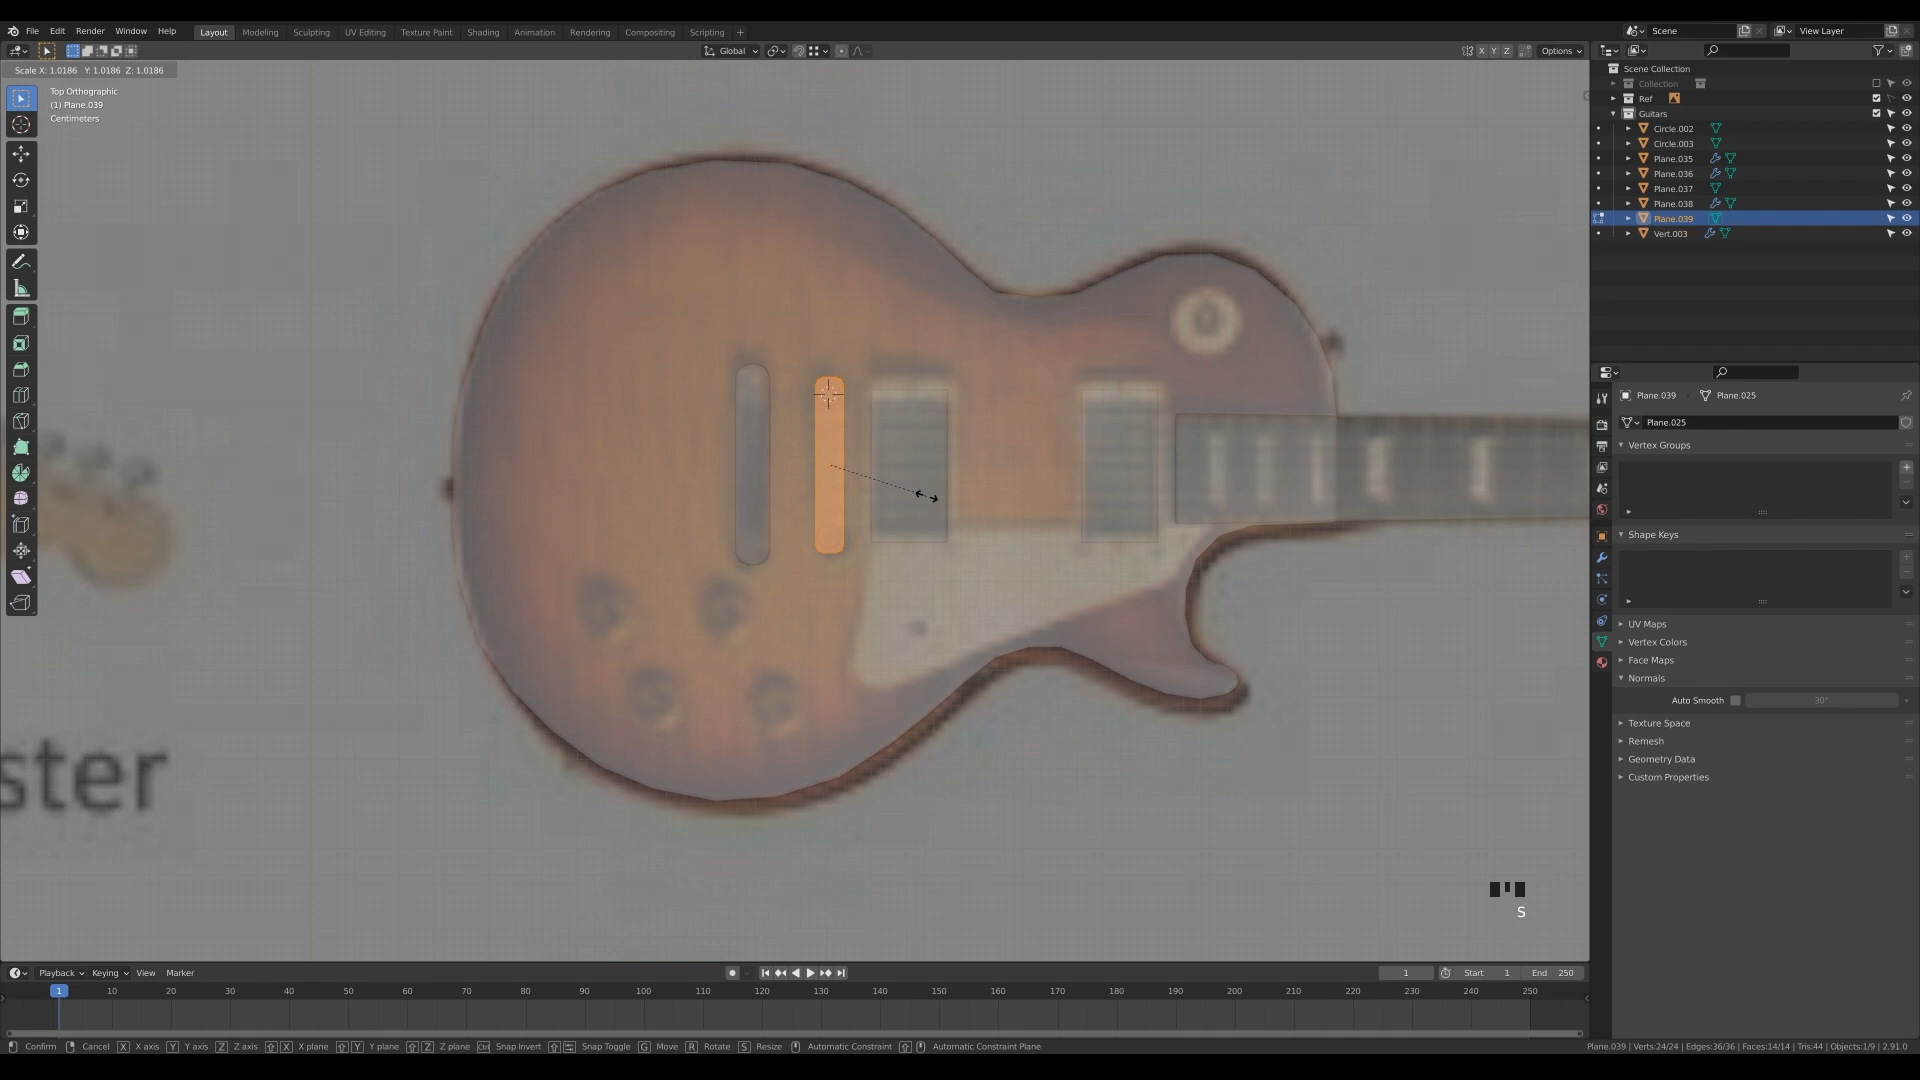 File Edit Render Window Help Layout Modeling Sculpting UV Editing Texture Paint Shading Animation Rendering Compositing Scripting + Scene View Layer
Global X Y Z Options
Scale X: 1.0186 Y: 1.0186 Z: 1.0186
Top Orthographic
(1) Plane.039
Centimeters
Scene Collection
Collection
Ref
Guitars
Circle.002
Circle.003
Plane.035
Plane.036
Plane.037
Plane.038
Plane.039
Vert.003
Plane.039 Plane.025
Plane.025
Vertex Groups
Shape Keys
UV Maps
Vertex Colors
Face Maps
Normals
Auto Smooth 30°
Texture Space
Remesh
Geometry Data
Custom Properties
ster
S
Playback Keying View Marker 1 Start 1 End 250
1 10 20 30 40 50 60 70 80 90 100 110 120 130 140 150 160 170 180 190 200 210 220 230 240 250
Confirm Cancel X X axis Y Y axis Z Z axis X X plane Y Y plane Z Z plane Ctrl Snap Invert Snap Toggle G Move R Rotate S Resize Automatic Constraint Automatic Constraint Plane Plane.039 | Verts:24/24 | Edges:36/36 | Faces:14/14 | Tris:44 | Objects:1/9 | 2.91.0